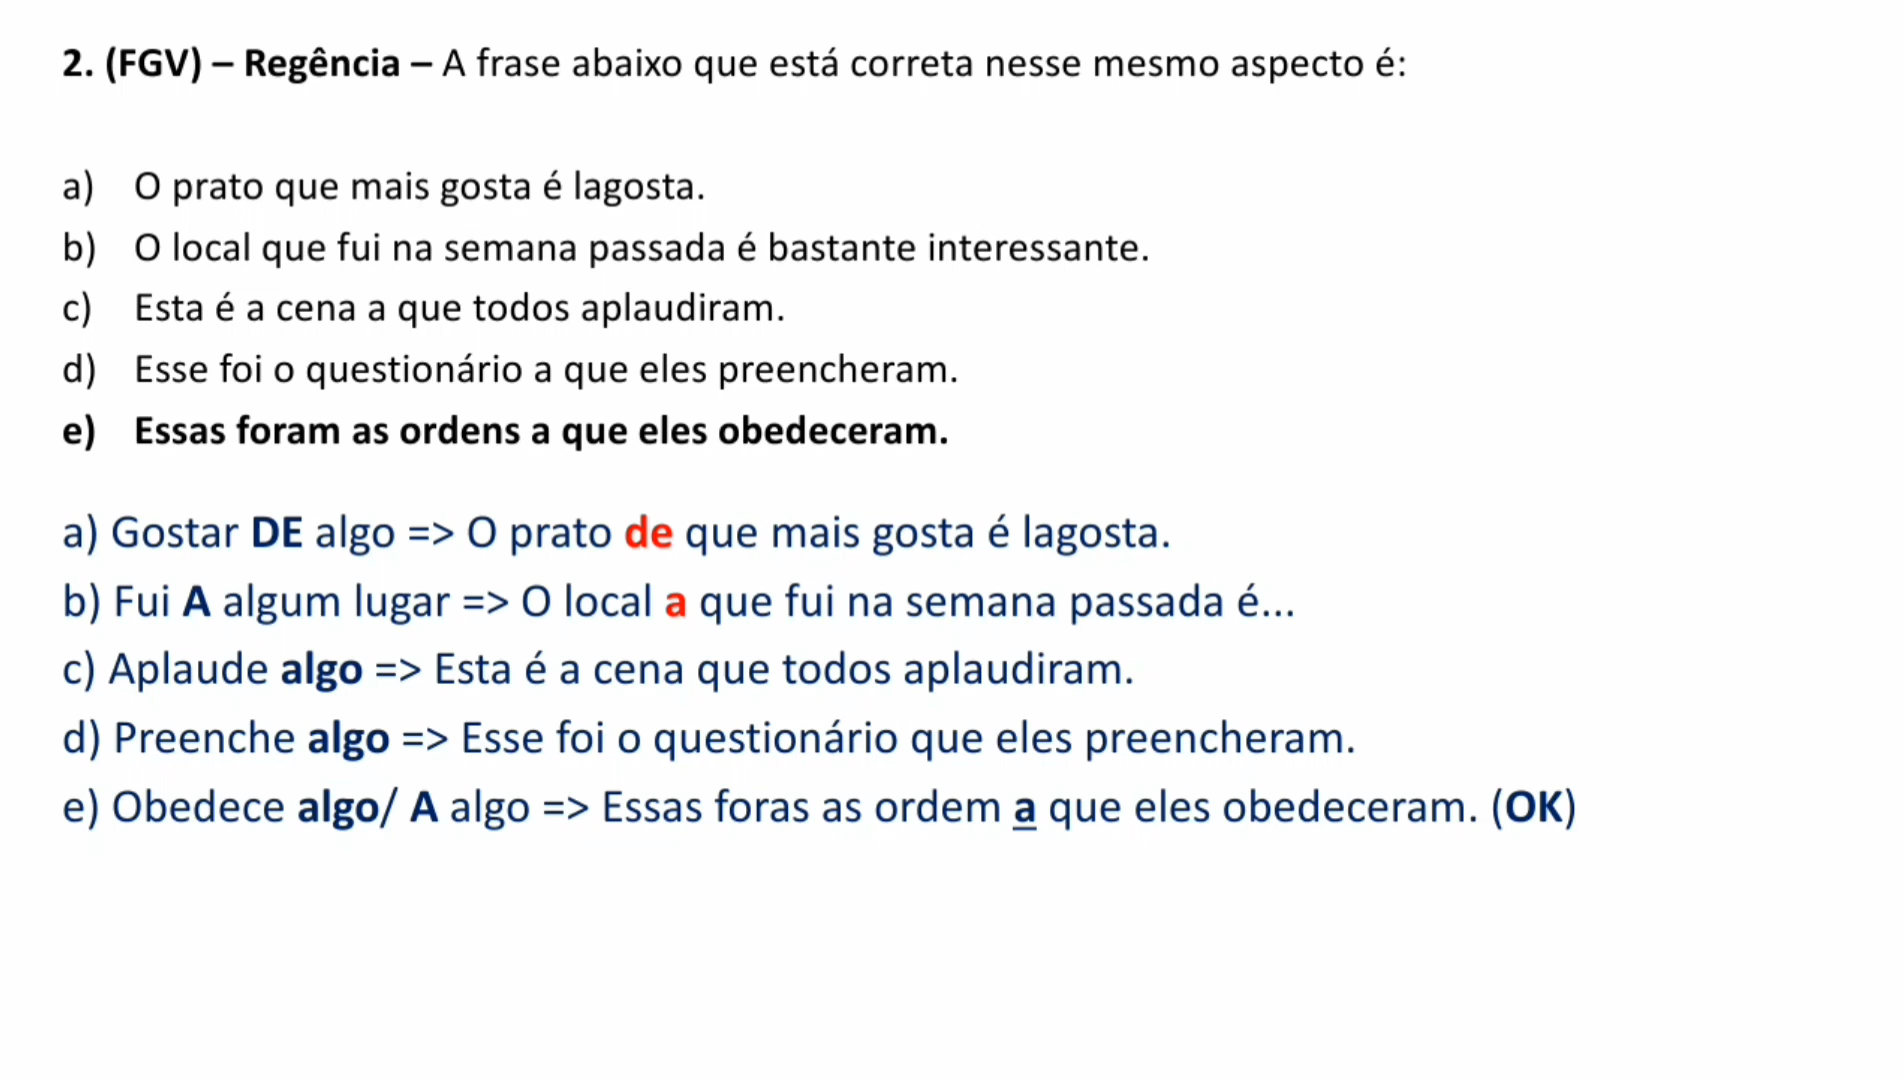 2. (FGV) – Regência – A frase abaixo que está correta nesse mesmo aspecto é:
a) O prato que mais gosta é lagosta.
b) O local que fui na semana passada é bastante interessante.
c) Esta é a cena a que todos aplaudiram.
d) Esse foi o questionário a que eles preencheram.
e) Essas foram as ordens a que eles obedeceram.
a) Gostar DE algo => O prato de que mais gosta é lagosta.
b) Fui A algum lugar => O local a que fui na semana passada é...
c) Aplaude algo => Esta é a cena que todos aplaudiram.
d) Preenche algo => Esse foi o questionário que eles preencheram.
e) Obedece algo/ A algo => Essas foras as ordem a que eles obedeceram. (OK)